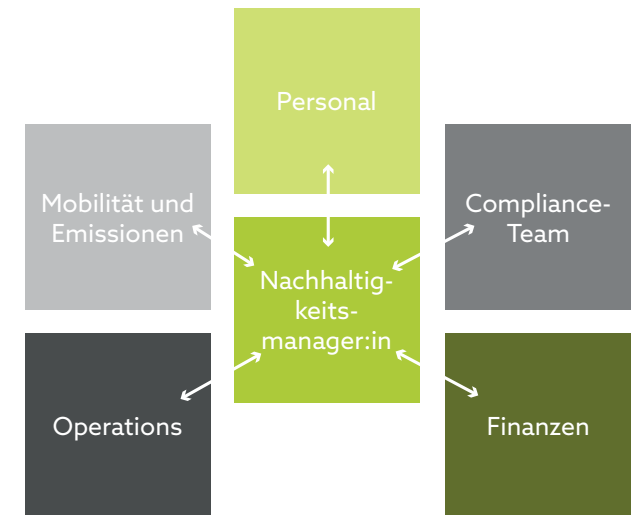 Personal
Mobilität und
Emissionen
Compliance-
Team
Nachhaltig-
keits-
manager:in
Operations
Finanzen